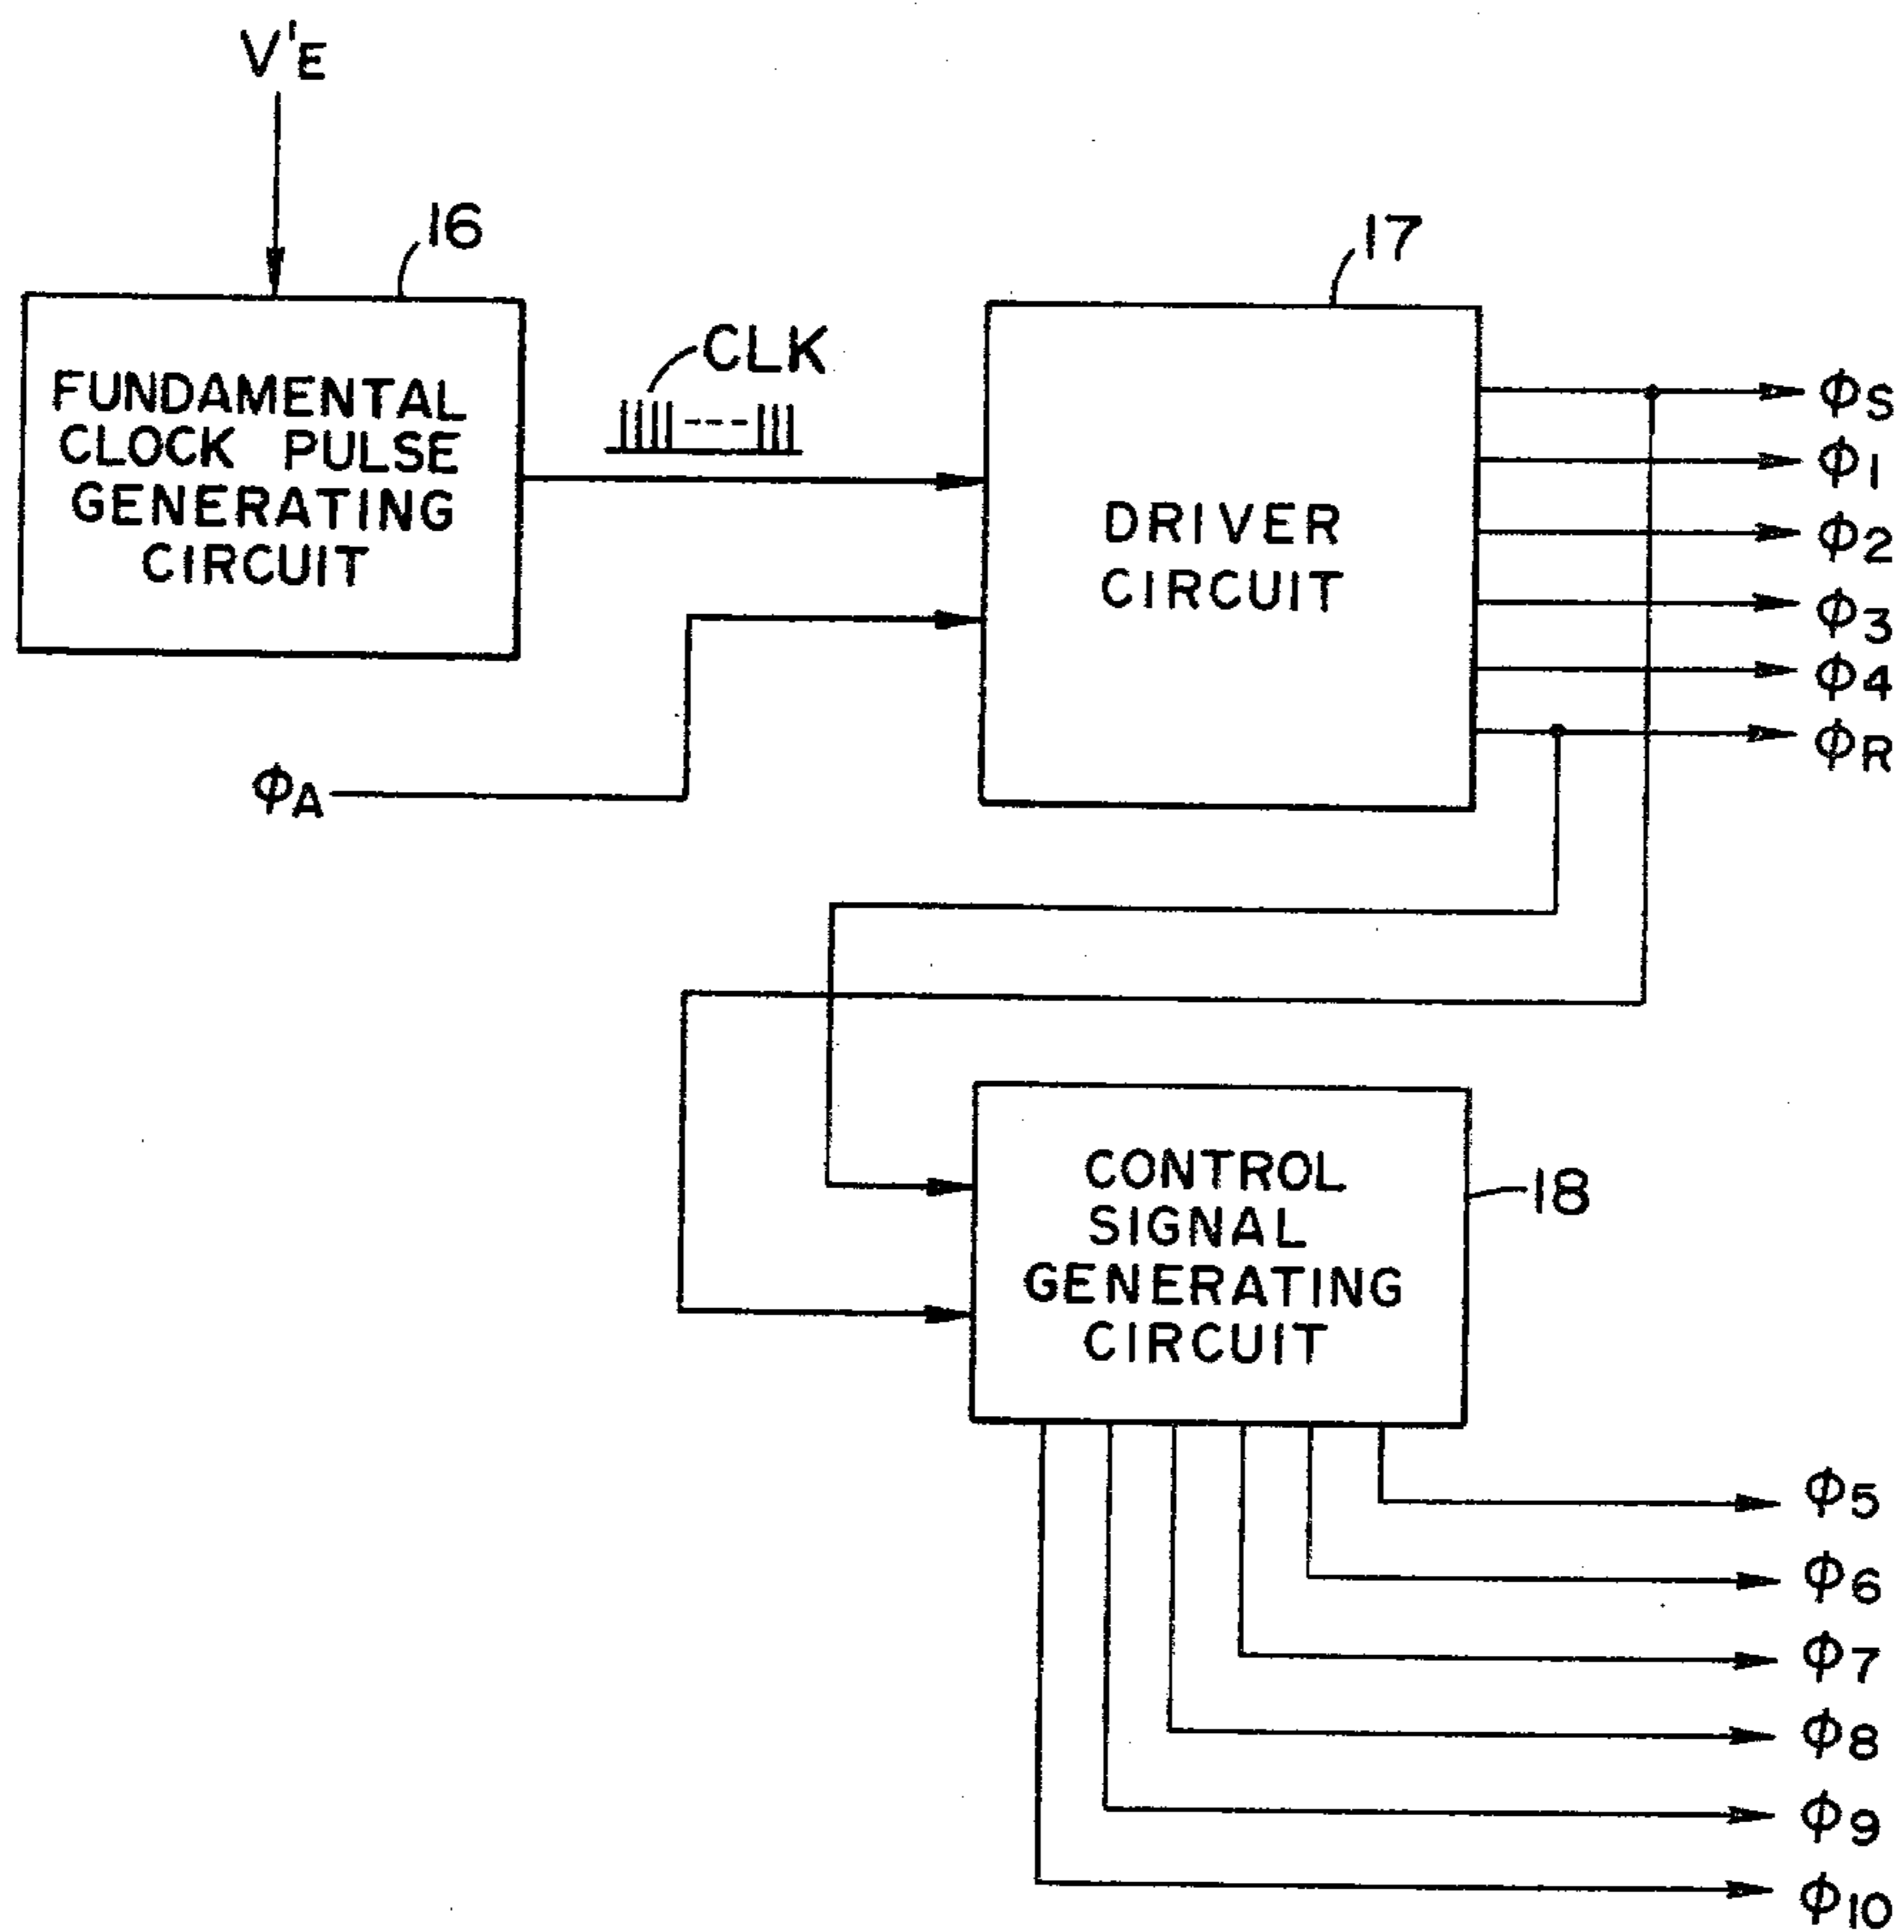 V'E
16
FUNDAMENTAL
CLOCK PULSE
GENERATING
CIRCUIT
CLK
17
DRIVER
CIRCUIT
ϕA
ϕS
ϕ1
ϕ2
ϕ3
ϕ4
ϕR
CONTROL
SIGNAL
GENERATING
CIRCUIT
18
ϕ5
ϕ6
ϕ7
ϕ8
ϕ9
ϕ10